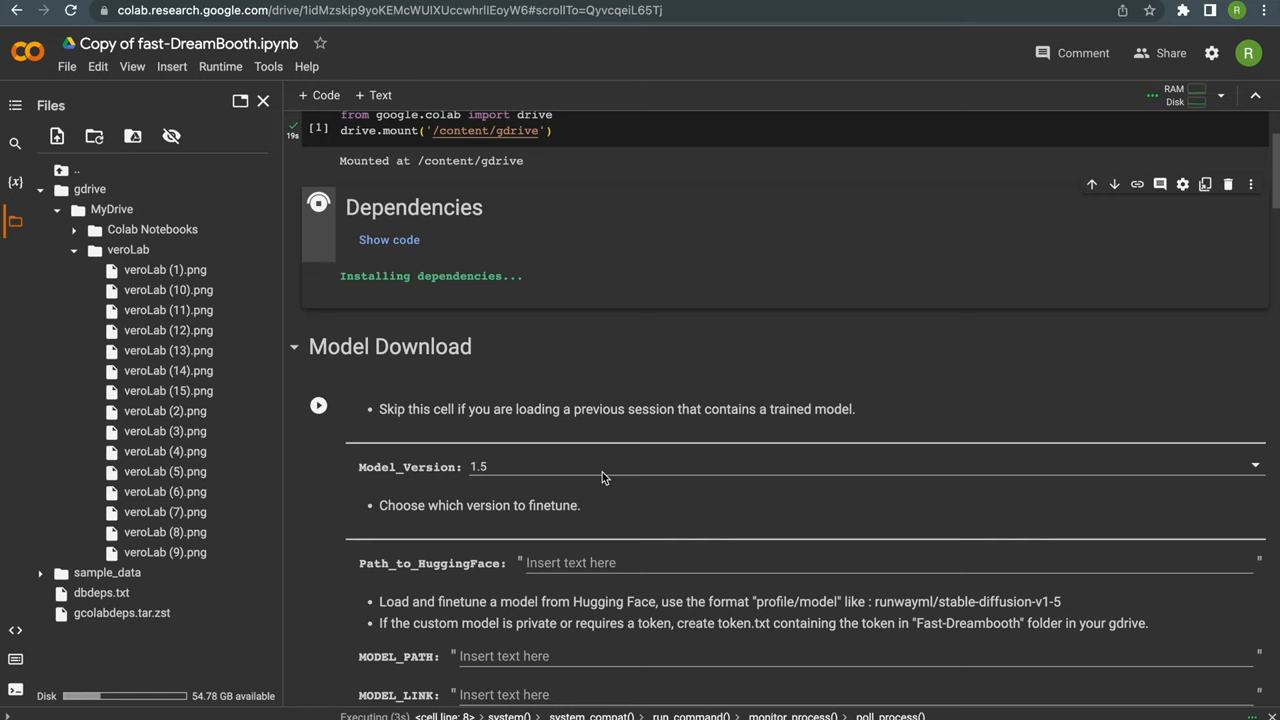 colab.research.google.com/drive/1idMzskip9yoKEMcWUIXUccwhrlIEoyW6#scrollTo=QyvcqeiL65Tj
R
CO
Copy of fast-DreamBooth.ipynb
File Edit View Insert Runtime Tools Help
Comment
Share
R
Files
+ Code + Text
RAM
Disk
{x}
..
gdrive
MyDrive
Colab Notebooks
veroLab
veroLab (1).png
veroLab (10).png
veroLab (11).png
veroLab (12).png
veroLab (13).png
veroLab (14).png
veroLab (15).png
veroLab (2).png
veroLab (3).png
veroLab (4).png
veroLab (5).png
veroLab (6).png
veroLab (7).png
veroLab (8).png
veroLab (9).png
sample_data
dbdeps.txt
gcolabdeps.tar.zst
Disk 54.78 GB available
from google.colab import drive
[1] drive.mount('/content/gdrive')
19s
Mounted at /content/gdrive
Dependencies
Show code
Installing dependencies...
Model Download
• Skip this cell if you are loading a previous session that contains a trained model.
Model_Version: 1.5
• Choose which version to finetune.
Path_to_HuggingFace: " Insert text here "
• Load and finetune a model from Hugging Face, use the format "profile/model" like : runwayml/stable-diffusion-v1-5
• If the custom model is private or requires a token, create token.txt containing the token in "Fast-Dreambooth" folder in your gdrive.
MODEL_PATH: " Insert text here "
MODEL_LINK: " Insert text here "
Executing (3s) <cell line: 8> > system() > _system_compat() > _run_command() > _monitor_process() > _poll_process()